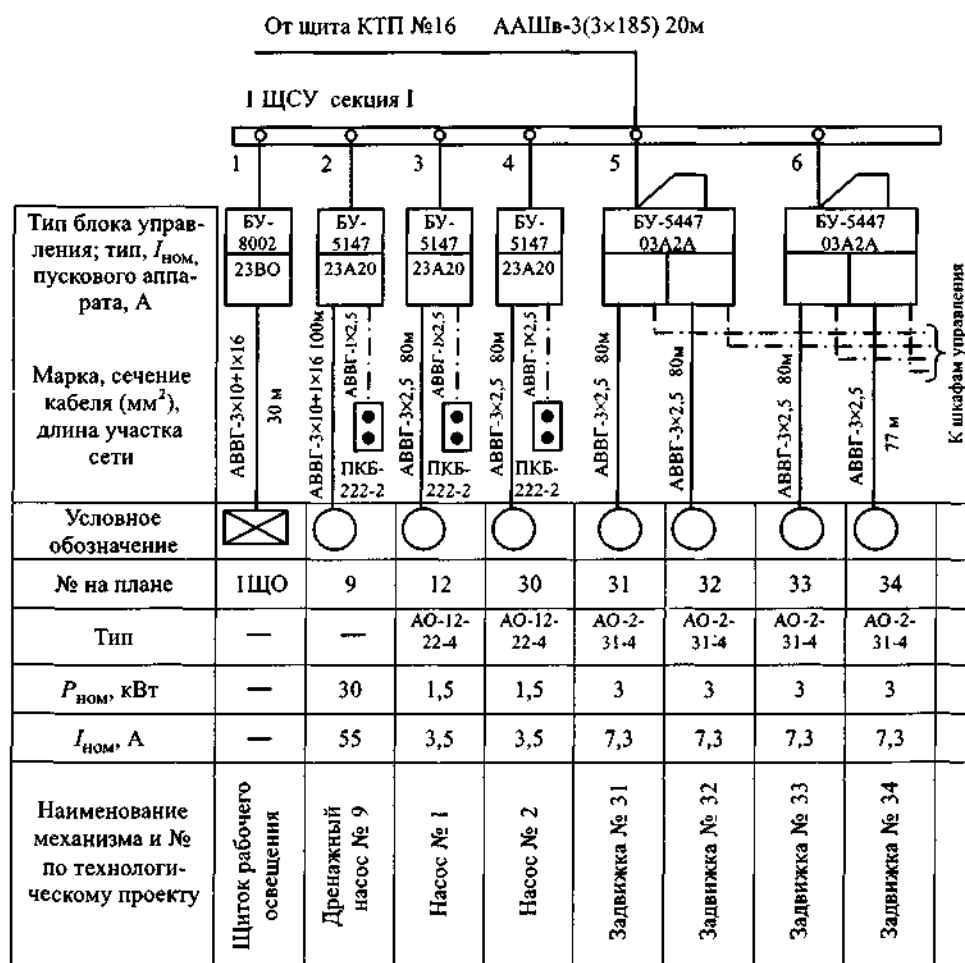 От щита КТП №16 ААШв-3(3×185) 20м
I ЩСУ секция I
1 2 3 4 5 6
Тип блока управ-
ления; тип, Iном,
пускового аппа-
рата, А
БУ-
8002
23ВО
БУ-
5147
23А20
БУ-
5147
23А20
БУ-
5147
23А20
БУ-5447
03А2А
БУ-5447
03А2А
Марка, сечение
кабеля (мм²),
длина участка
сети
АВВГ-3×10+1×16
30 м
АВВГ-3×10+1×16 100м
АВВГ-1×2,5
ПКБ-
222-2
АВВГ-3×2,5 80м
АВВГ-1×2,5
ПКБ-
222-2
АВВГ-3×2,5 80м
АВВГ-1×2,5
ПКБ-
222-2
АВВГ-3×2,5 80м
АВВГ-3×2,5 80м
АВВГ-3×2,5 80м
АВВГ-3×2,5
77 м
К шкафам управления
Условное
обозначение
№ на плане 1ЩО 9 12 30 31 32 33 34
Тип — — АО-12-22-4 АО-12-22-4 АО-2-31-4 АО-2-31-4 АО-2-31-4 АО-2-31-4
Pном, кВт — 30 1,5 1,5 3 3 3 3
Iном, А — 55 3,5 3,5 7,3 7,3 7,3 7,3
Наименование
механизма и №
по технологи-
ческому проекту
Щиток рабочего
освещения
Дренажный
насос № 9
Насос № 1
Насос № 2
Задвижка № 31
Задвижка № 32
Задвижка № 33
Задвижка № 34